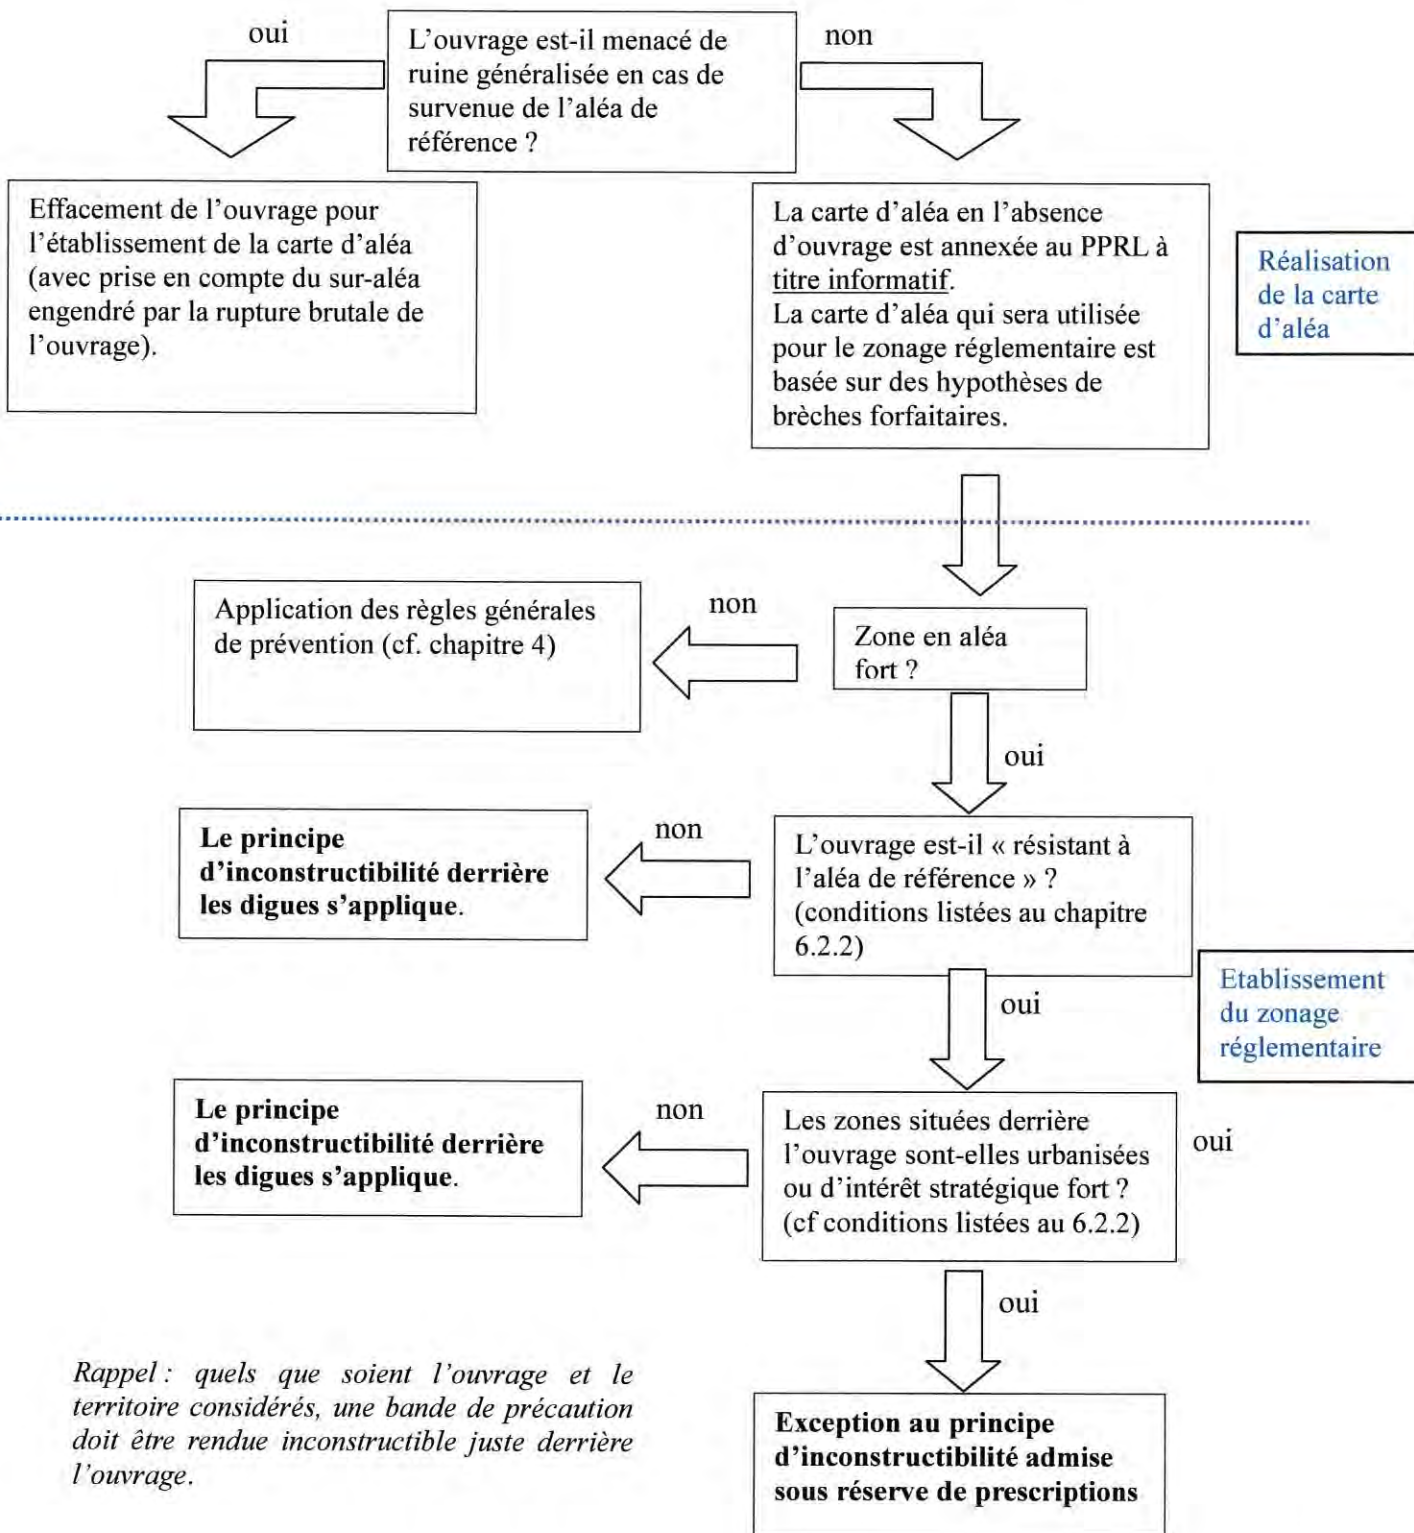 oui
L'ouvrage est-il menacé de
ruine généralisée en cas de
survenue de l'aléa de
référence ?
non
Effacement de l'ouvrage pour
l'établissement de la carte d'aléa
(avec prise en compte du sur-aléa
engendré par la rupture brutale de
l'ouvrage).
La carte d'aléa en l'absence
d'ouvrage est annexée au PPRL à
titre informatif.
La carte d'aléa qui sera utilisée
pour le zonage réglementaire est
basée sur des hypothèses de
brèches forfaitaires.
Réalisation
de la carte
d'aléa
Application des règles générales
de prévention (cf. chapitre 4)
non
Zone en aléa
fort ?
oui
Le principe
d'inconstructibilité derrière
les digues s'applique.
non
L'ouvrage est-il « résistant à
l'aléa de référence » ?
(conditions listées au chapitre
6.2.2)
oui
Etablissement
du zonage
réglementaire
Le principe
d'inconstructibilité derrière
les digues s'applique.
non
Les zones situées derrière
l'ouvrage sont-elles urbanisées
ou d'intérêt stratégique fort ?
(cf conditions listées au 6.2.2)
oui
oui
Rappel : quels que soient l'ouvrage et le
territoire considérés, une bande de précaution
doit être rendue inconstructible juste derrière
l'ouvrage.
Exception au principe
d'inconstructibilité admise
sous réserve de prescriptions